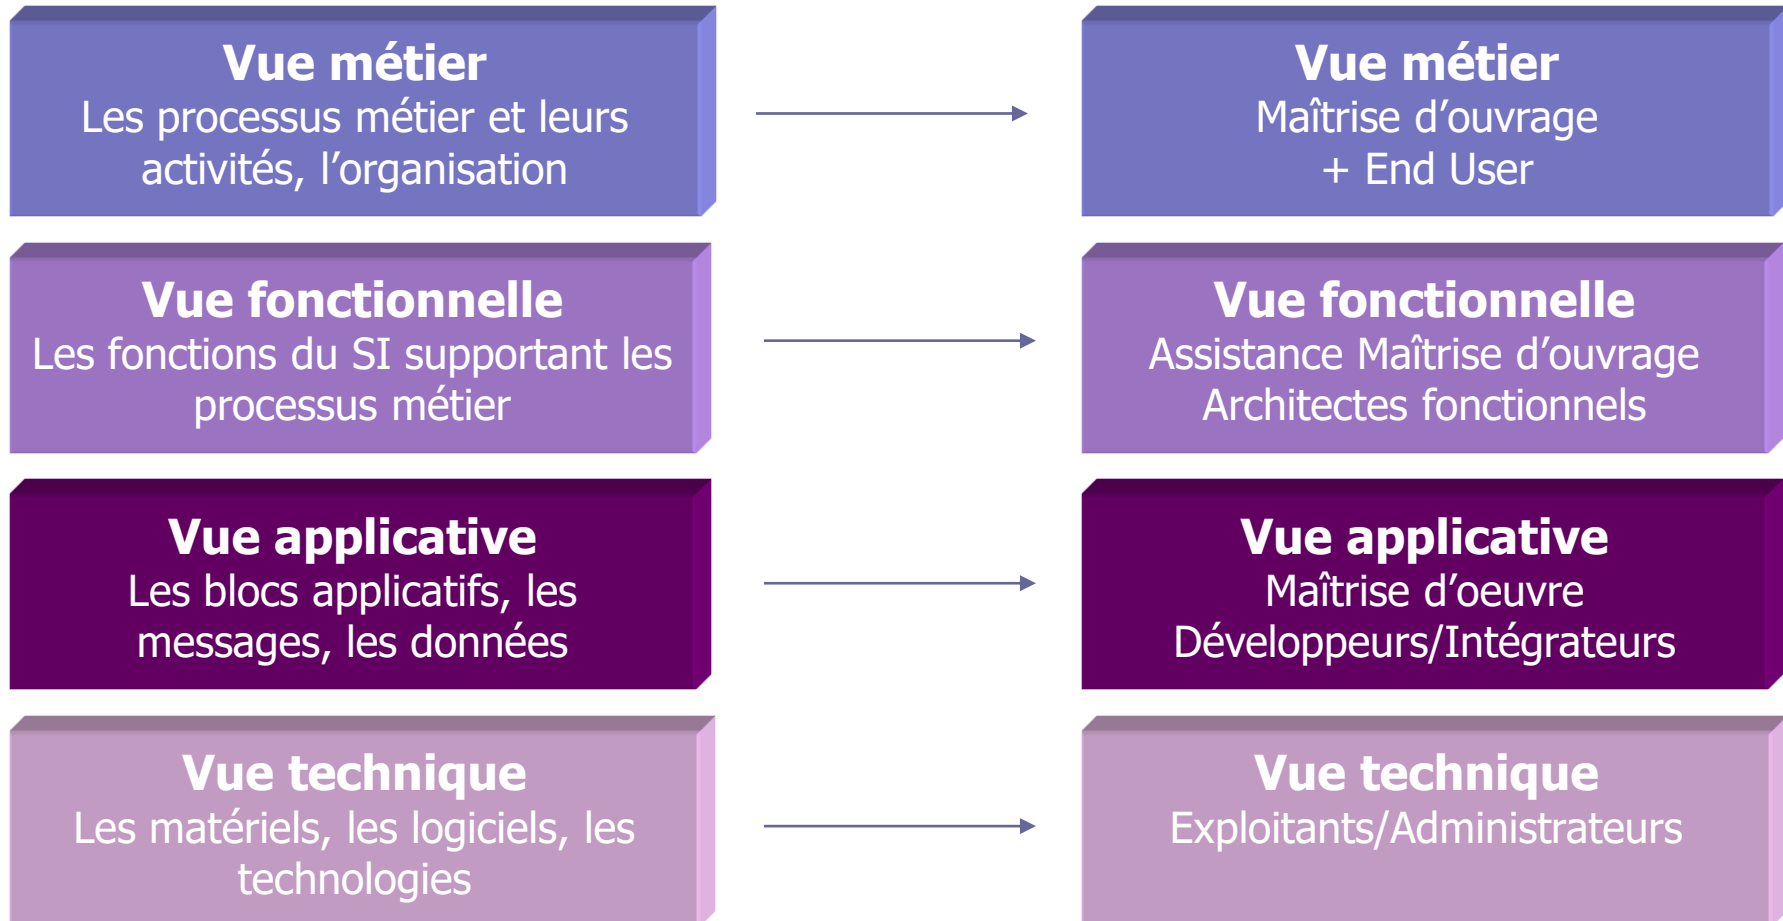 Vue métier
Les processus métier et leurs
activités, l’organisation
Vue métier
Maîtrise d’ouvrage
+ End User
Vue fonctionnelle
Les fonctions du SI supportant les
processus métier
Vue fonctionnelle
Assistance Maîtrise d’ouvrage
Architectes fonctionnels
Vue applicative
Les blocs applicatifs, les
messages, les données
Vue applicative
Maîtrise d’oeuvre
Développeurs/Intégrateurs
Vue technique
Les matériels, les logiciels, les
technologies
Vue technique
Exploitants/Administrateurs